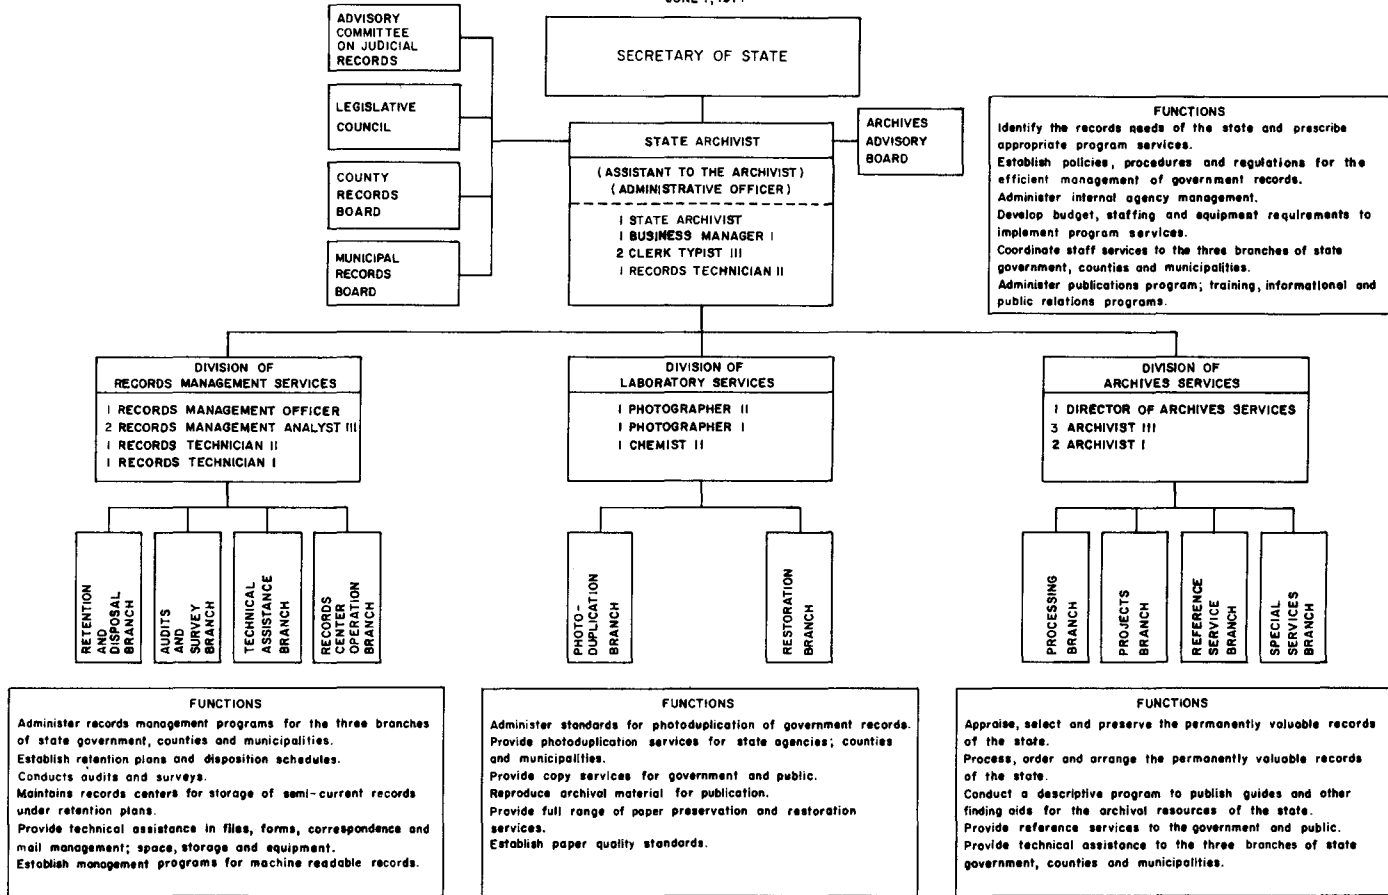 ADVISORY
COMMITTEE
ON JUDICIAL
RECORDS
SECRETARY OF STATE
LEGISLATIVE
COUNCIL
COUNTY
RECORDS
BOARD
MUNICIPAL
RECORDS
BOARD
STATE ARCHIVIST
(ASSISTANT TO THE ARCHIVIST)
(ADMINISTRATIVE OFFICER)
1 STATE ARCHIVIST
1 BUSINESS MANAGER I
2 CLERK TYPIST III
1 RECORDS TECHNICIAN II
ARCHIVES
ADVISORY
BOARD
FUNCTIONS
Identify the records needs of the state and prescribe
appropriate program services.
Establish policies, procedures and regulations for the
efficient management of government records.
Administer internal agency management.
Develop budget, staffing and equipment requirements to
implement program services.
Coordinate staff services to the three branches of state
government, counties and municipalities.
Administer publications program; training, informational and
public relations programs.
DIVISION OF
RECORDS MANAGEMENT SERVICES
1 RECORDS MANAGEMENT OFFICER
2 RECORDS MANAGEMENT ANALYST III
1 RECORDS TECHNICIAN II
1 RECORDS TECHNICIAN I
DIVISION OF
LABORATORY SERVICES
1 PHOTOGRAPHER II
1 PHOTOGRAPHER I
1 CHEMIST II
DIVISION OF
ARCHIVES SERVICES
1 DIRECTOR OF ARCHIVES SERVICES
3 ARCHIVIST III
2 ARCHIVIST I
RETENTION
AND
DISPOSAL
BRANCH
AUDITS
AND
SURVEY
BRANCH
TECHNICAL
ASSISTANCE
BRANCH
RECORDS
CENTER
OPERATION
BRANCH
PHOTO-
DUPLICATION
BRANCH
RESTORATION
BRANCH
PROCESSING
BRANCH
PROJECTS
BRANCH
REFERENCE
SERVICE
BRANCH
SPECIAL
SERVICES
BRANCH
FUNCTIONS
Administer records management programs for the three branches
of state government, counties and municipalities.
Establish retention plans and disposition schedules.
Conducts audits and surveys.
Maintains records centers for storage of semi-current records
under retention plans.
Provide technical assistance in files, forms, correspondence and
mail management; space, storage and equipment.
Establish management programs for machine readable records.
FUNCTIONS
Administer standards for photoduplication of government records.
Provide photoduplication services for state agencies; counties
and municipalities.
Provide copy services for government and public.
Reproduce archival material for publication.
Provide full range of paper preservation and restoration
services.
Establish paper quality standards.
FUNCTIONS
Appraise, select and preserve the permanently valuable records
of the state.
Process, order and arrange the permanently valuable records
of the state.
Conduct a descriptive program to publish guides and other
finding aids for the archival resources of the state.
Provide reference services to the government and public.
Provide technical assistance to the three branches of state
government, counties and municipalities.